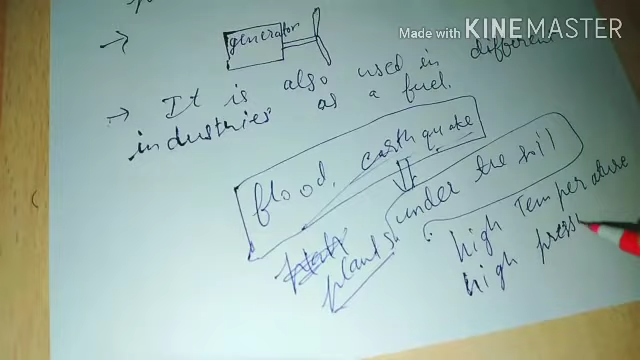 Made with KINEMASTER
generator
It is also used in different
industries as a fuel.
flood, earthquake
under the soil
plants
high Temperature
high press